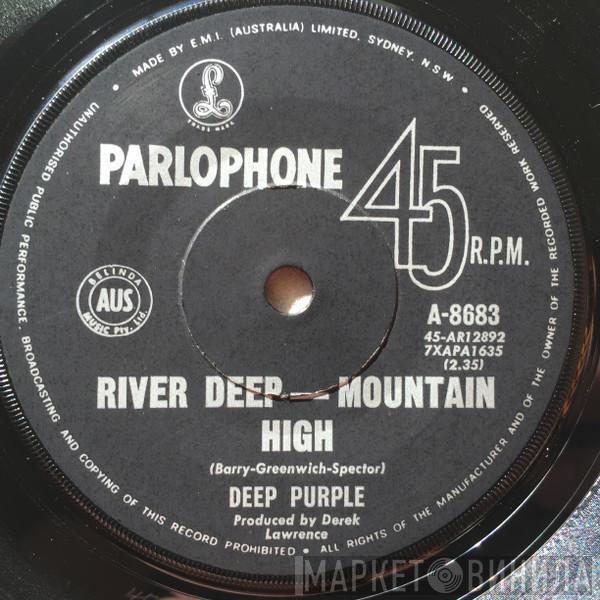 • MADE BY E.M.I. (AUSTRALIA) LIMITED, SYDNEY, N.S.W •
UNAUTHORISED PUBLIC PERFORMANCE, BROADCASTING AND COPYING OF THIS RECORD PROHIBITED • ALL RIGHTS OF THE MANUFACTURER AND OF THE OWNER OF THE RECORDED WORK RESERVED
£
TRADE MARK
PARLOPHONE
45 R.P.M.
BELINDA
AUS
MUSIC Pty. Ltd.
A-8683
45-AR12892
7XAPA1635
(2.35)
RIVER DEEP — MOUNTAIN
HIGH
(Barry-Greenwich-Spector)
DEEP PURPLE
Produced by Derek
Lawrence
МАРКЕТ ВИНИЛА